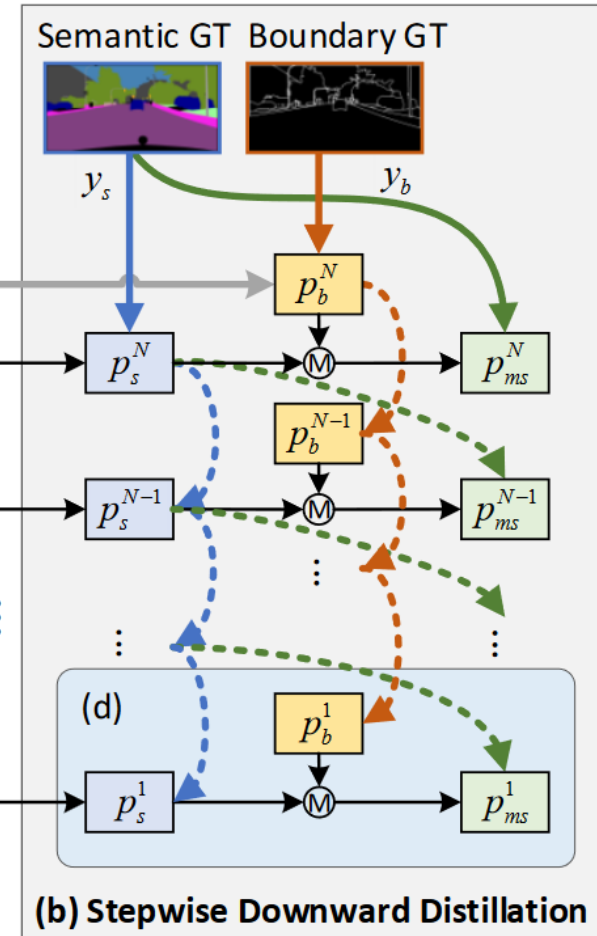 Semantic GT Boundary GT
y_s y_b
p_b^N
p_s^N M p_ms^N
p_b^{N-1}
p_s^{N-1} M p_ms^{N-1}
⋮
⋮ ⋮
(d) p_b^1
p_s^1 M p_ms^1
(b) Stepwise Downward Distillation